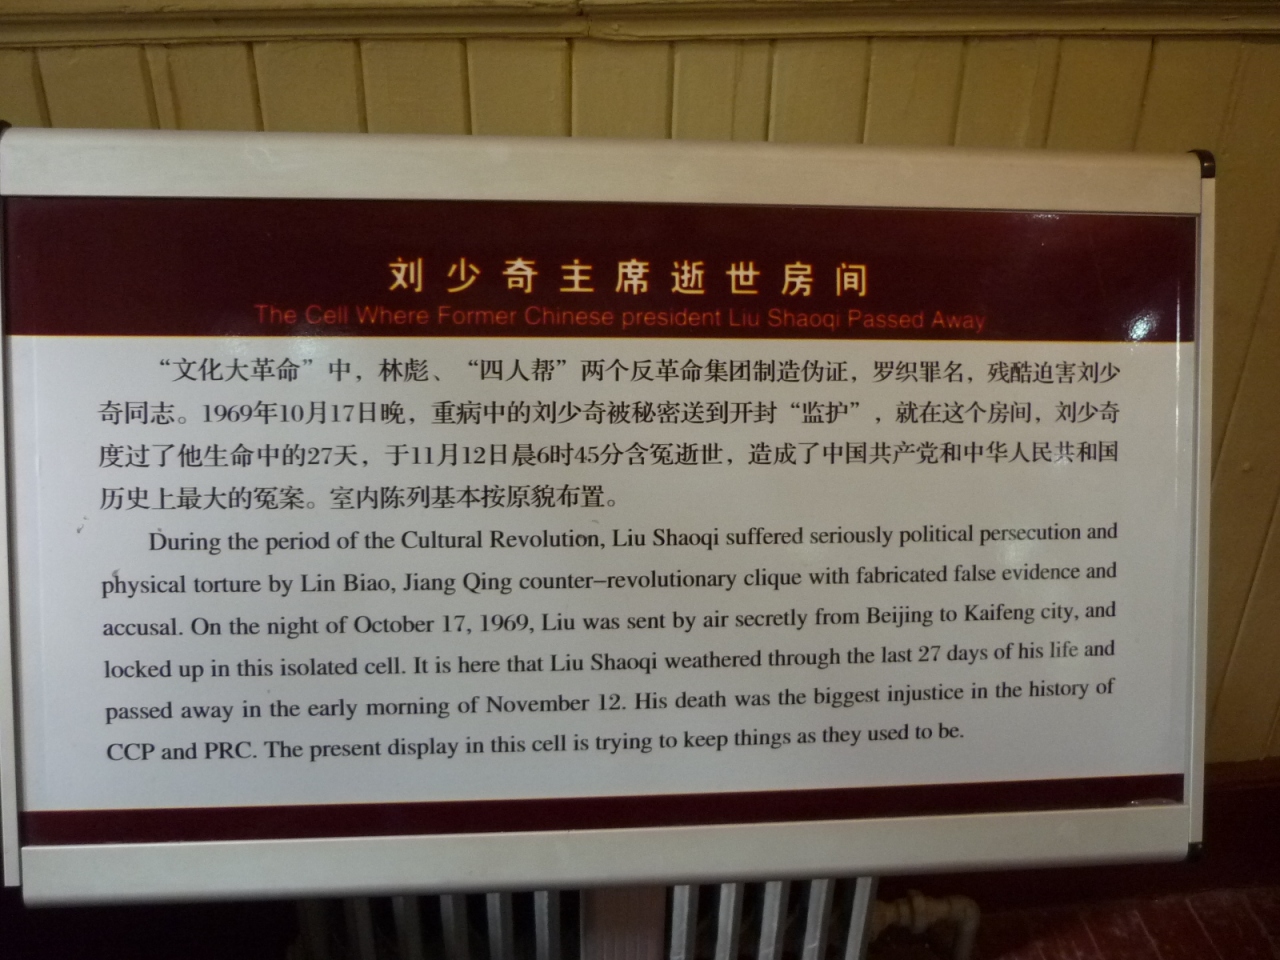 刘少奇主席逝世房间
The Cell Where Former Chinese president Liu Shaoqi Passed Away
“文化大革命”中，林彪、“四人帮”两个反革命集团制造伪证，罗织罪名，残酷迫害刘少
奇同志。1969年10月17日晚，重病中的刘少奇被秘密送到开封“监护”，就在这个房间，刘少奇
度过了他生命中的27天，于11月12日晨6时45分含冤逝世，造成了中国共产党和中华人民共和国
历史上最大的冤案。室内陈列基本按原貌布置。
During the period of the Cultural Revolution, Liu Shaoqi suffered seriously political persecution and
physical torture by Lin Biao, Jiang Qing counter-revolutionary clique with fabricated false evidence and
accusal. On the night of October 17, 1969, Liu was sent by air secretly from Beijing to Kaifeng city, and
locked up in this isolated cell. It is here that Liu Shaoqi weathered through the last 27 days of his life and
passed away in the early morning of November 12. His death was the biggest injustice in the history of
CCP and PRC. The present display in this cell is trying to keep things as they used to be.